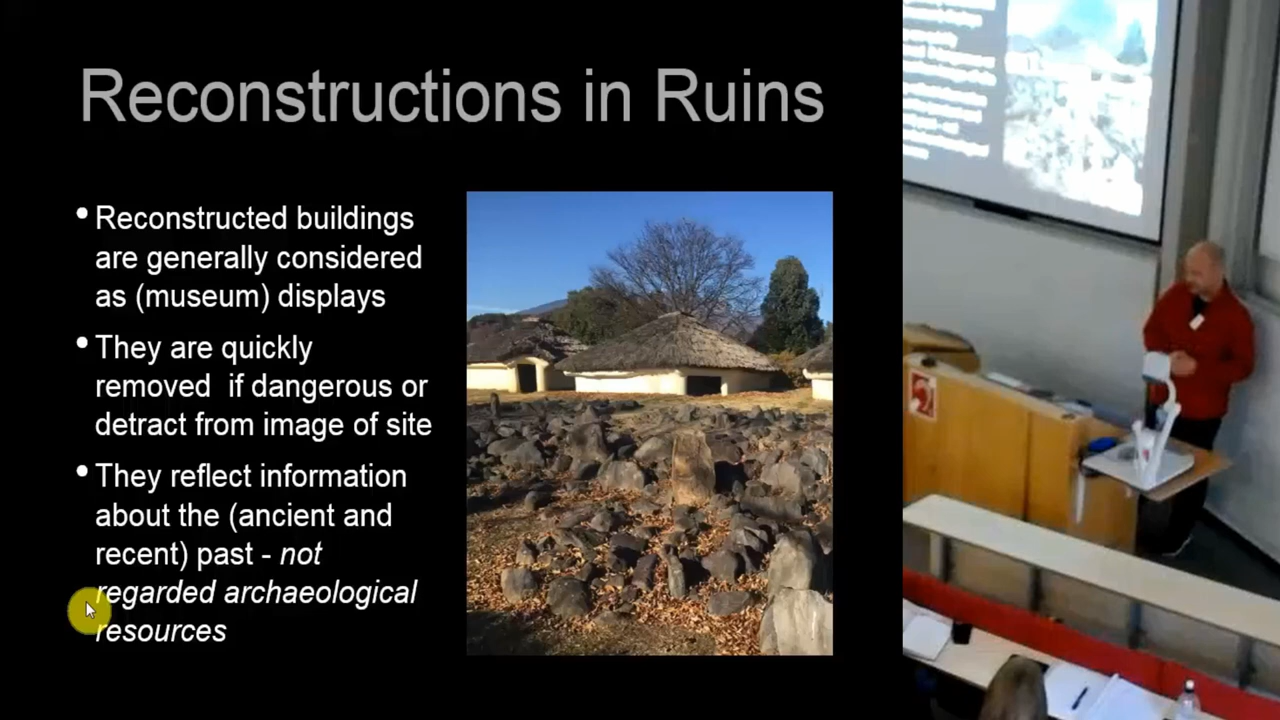 Reconstructions in Ruins
• Reconstructed buildings
are generally considered
as (museum) displays
• They are quickly
removed if dangerous or
detract from image of site
• They reflect information
about the (ancient and
recent) past - not
regarded archaeological
resources